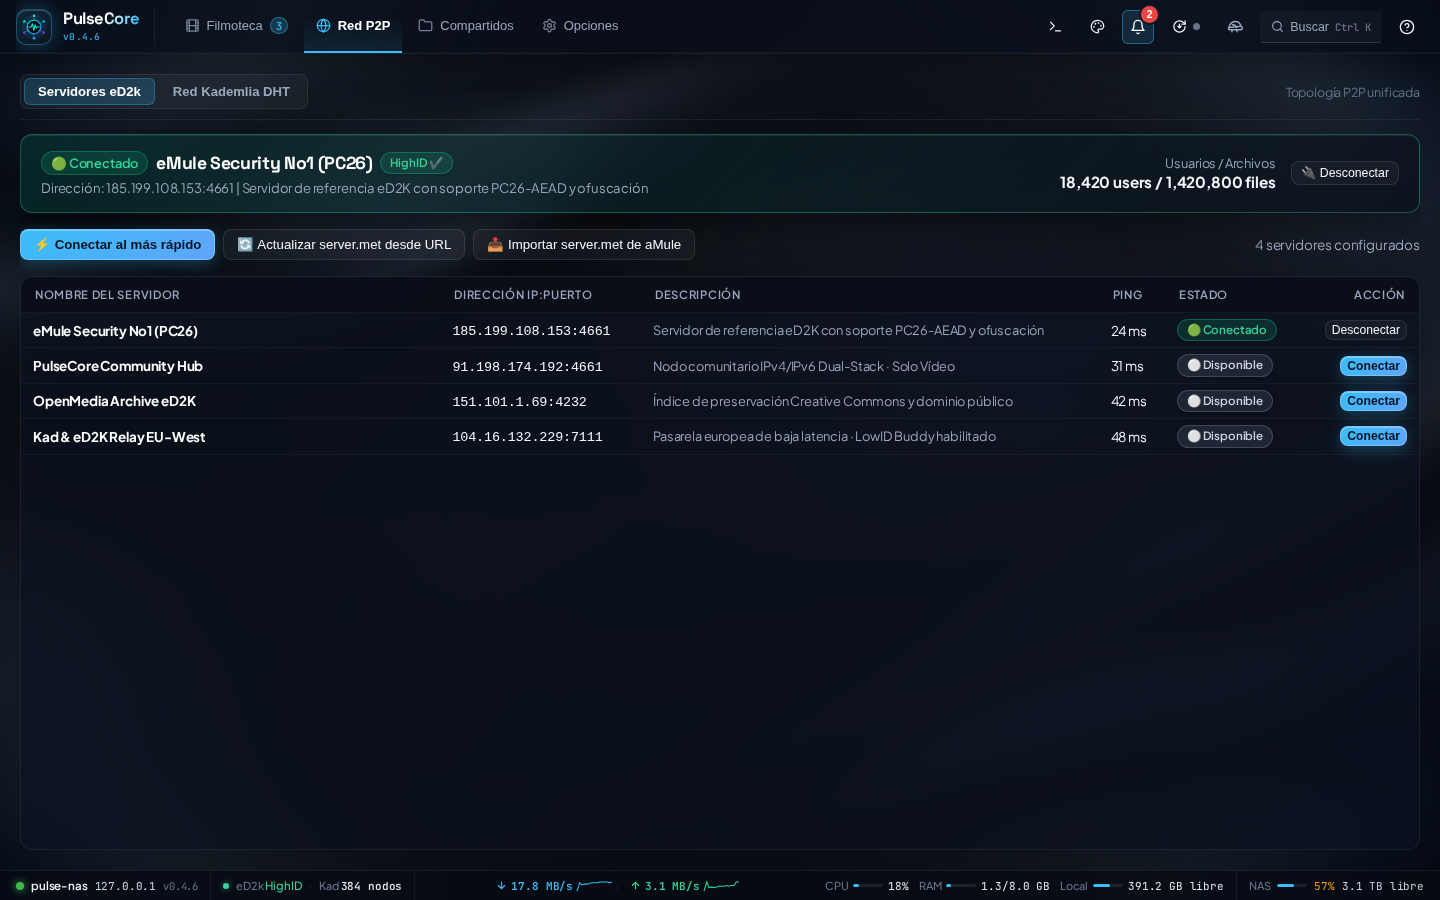 PulseCore
v0.4.6
Filmoteca 3
Red P2P
Compartidos
Opciones
2
Buscar Ctrl K
Servidores eD2k
Red Kademlia DHT
Topología P2P unificada
Conectado
eMule Security No1 (PC26)
HighID ✓
Dirección: 185.199.108.153:4661 | Servidor de referencia eD2K con soporte PC26-AEAD y ofuscación
Usuarios / Archivos
18,420 users / 1,420,800 files
Desconectar
Conectar al más rápido
Actualizar server.met desde URL
Importar server.met de aMule
4 servidores configurados
NOMBRE DEL SERVIDOR DIRECCIÓN IP:PUERTO DESCRIPCIÓN PING ESTADO ACCIÓN
eMule Security No1 (PC26) 185.199.108.153:4661 Servidor de referencia eD2K con soporte PC26-AEAD y ofuscación 24 ms Conectado Desconectar
PulseCore Community Hub 91.198.174.192:4661 Nodo comunitario IPv4/IPv6 Dual-Stack · Solo Vídeo 31 ms Disponible Conectar
OpenMedia Archive eD2K 151.101.1.69:4232 Índice de preservación Creative Commons y dominio público 42 ms Disponible Conectar
Kad & eD2K Relay EU-West 104.16.132.229:7111 Pasarela europea de baja latencia · LowID Buddy habilitado 48 ms Disponible Conectar
pulse-nas 127.0.0.1 v0.4.6 eD2k HighID · Kad 384 nodos ↓ 17.8 MB/s / ↑ 3.1 MB/s CPU 18% RAM 1.3/8.0 GB Local 391.2 GB libre NAS 57% 3.1 TB libre